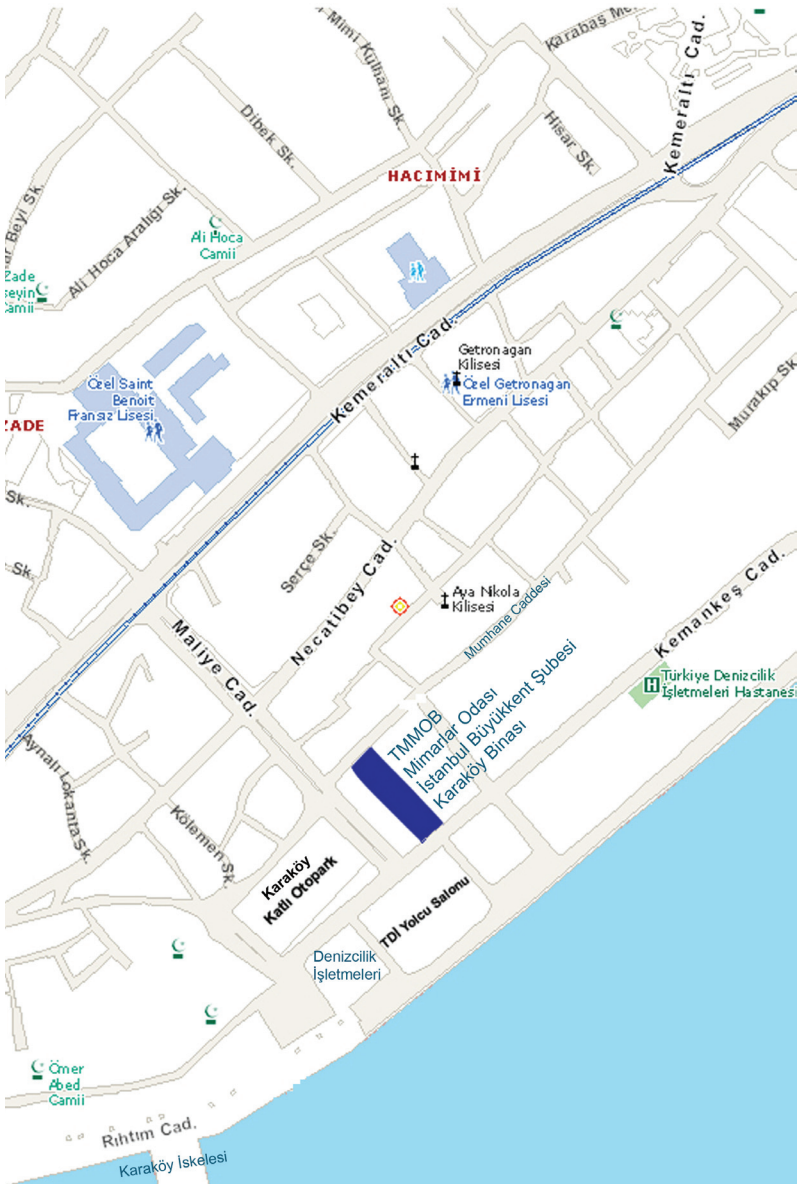 Mimi Külhanı Sk.
Karabaş
Kemeraltı Cad.
Dibek Sk.
Hisar Sk.
HACIMİMİ
Beyi Sk.
Ali Hoca Aralığı Sk.
Ali Hoca
Camii
Zade
seyin
Camii
Kemeraltı Cad.
Getronagan
Kilisesi
Özel Getronagan
Ermeni Lisesi
Özel Saint
Benoit
Fransız Lisesi
ZADE
Murakıp Sk.
Sk.
Serçe Sk.
Necatibey Cad.
Sk.
Aya Nikola
Kilisesi
Mumhane Caddesi
Kemankeş Cad.
Maliye Cad.
H
Türkiye Denizcilik
İşletmeleri Hastanesi
TMMOB
Mimarlar Odası
İstanbul Büyükkent Şubesi
Karaköy Binası
Aynalı Lokanta Sk.
Kölemen Sk.
Karaköy
Katlı Otopark
TDİ Yolcu Salonu
Denizcilik
İşletmeleri
Ömer
Abed
Camii
Rıhtım Cad.
Karaköy İskelesi